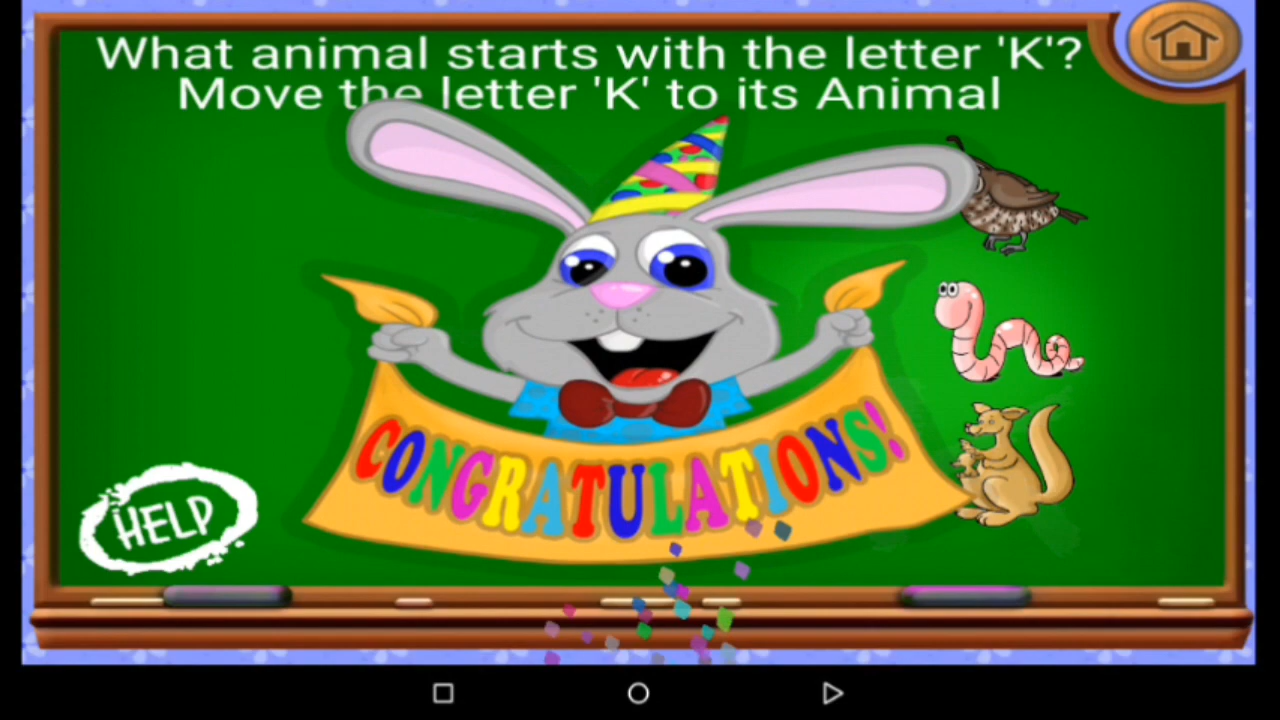 What animal starts with the letter 'K'?
Move the letter 'K' to its Animal
CONGRATULATIONS!
HELP